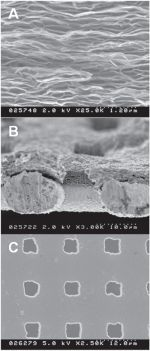 A
025748 2.0 kV X25.0K 1.20µm
B
025722 2.0 kV X3.00K 10.0µm
C
026279 5.0 kV X2.50K 12.0µm